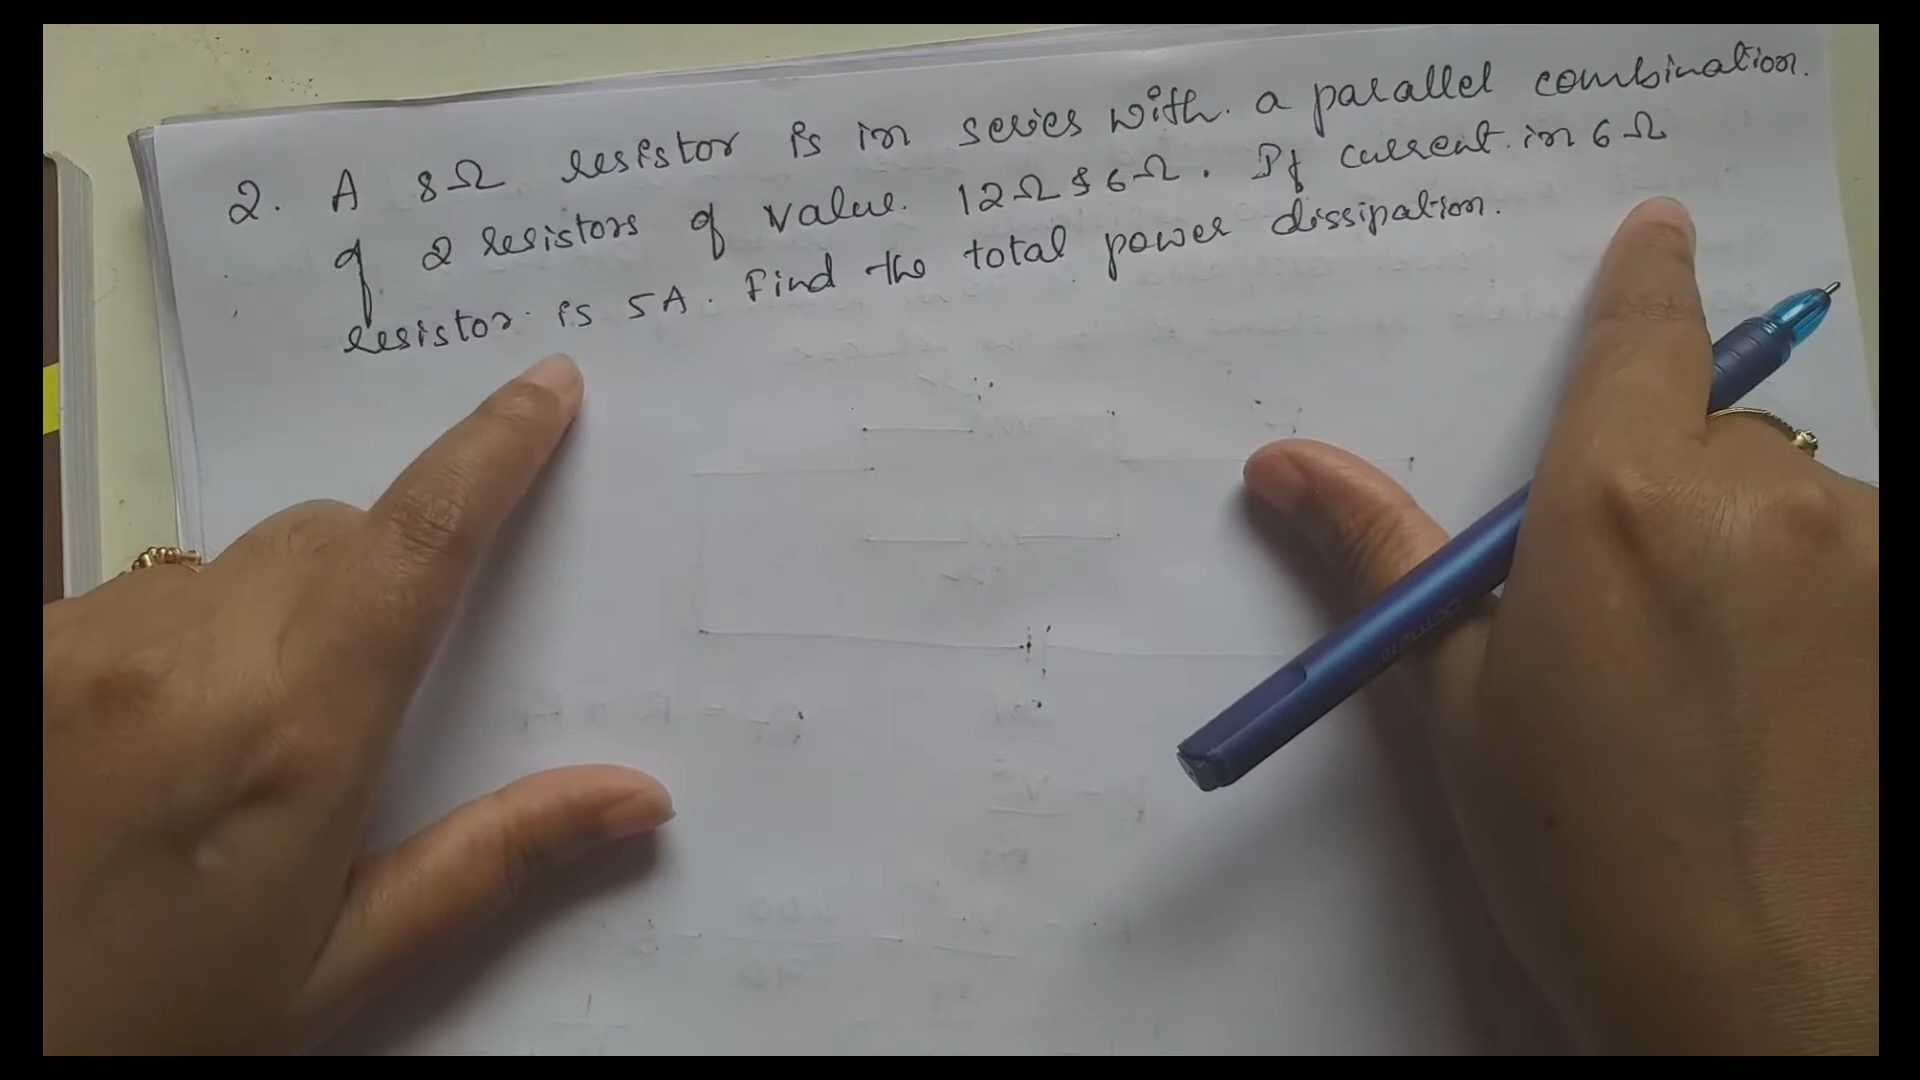 2. A 8Ω resistor is in series with a parallel combination.
of 2 resistors of value 12Ω & 6Ω. If current in 6Ω
resistor is 5A. Find the total power dissipation.